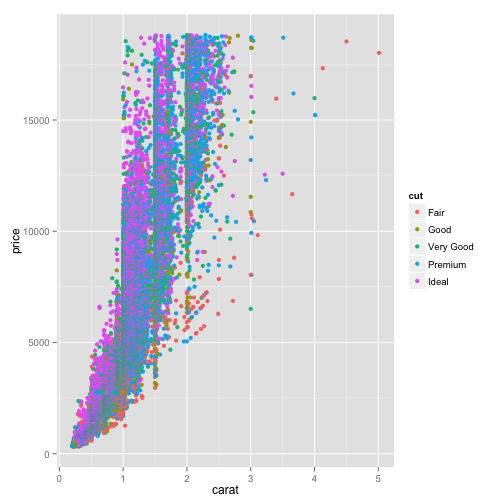 15000
10000
5000
0
0
1
2
3
4
5
carat
price
cut
Fair
Good
Very Good
Premium
Ideal